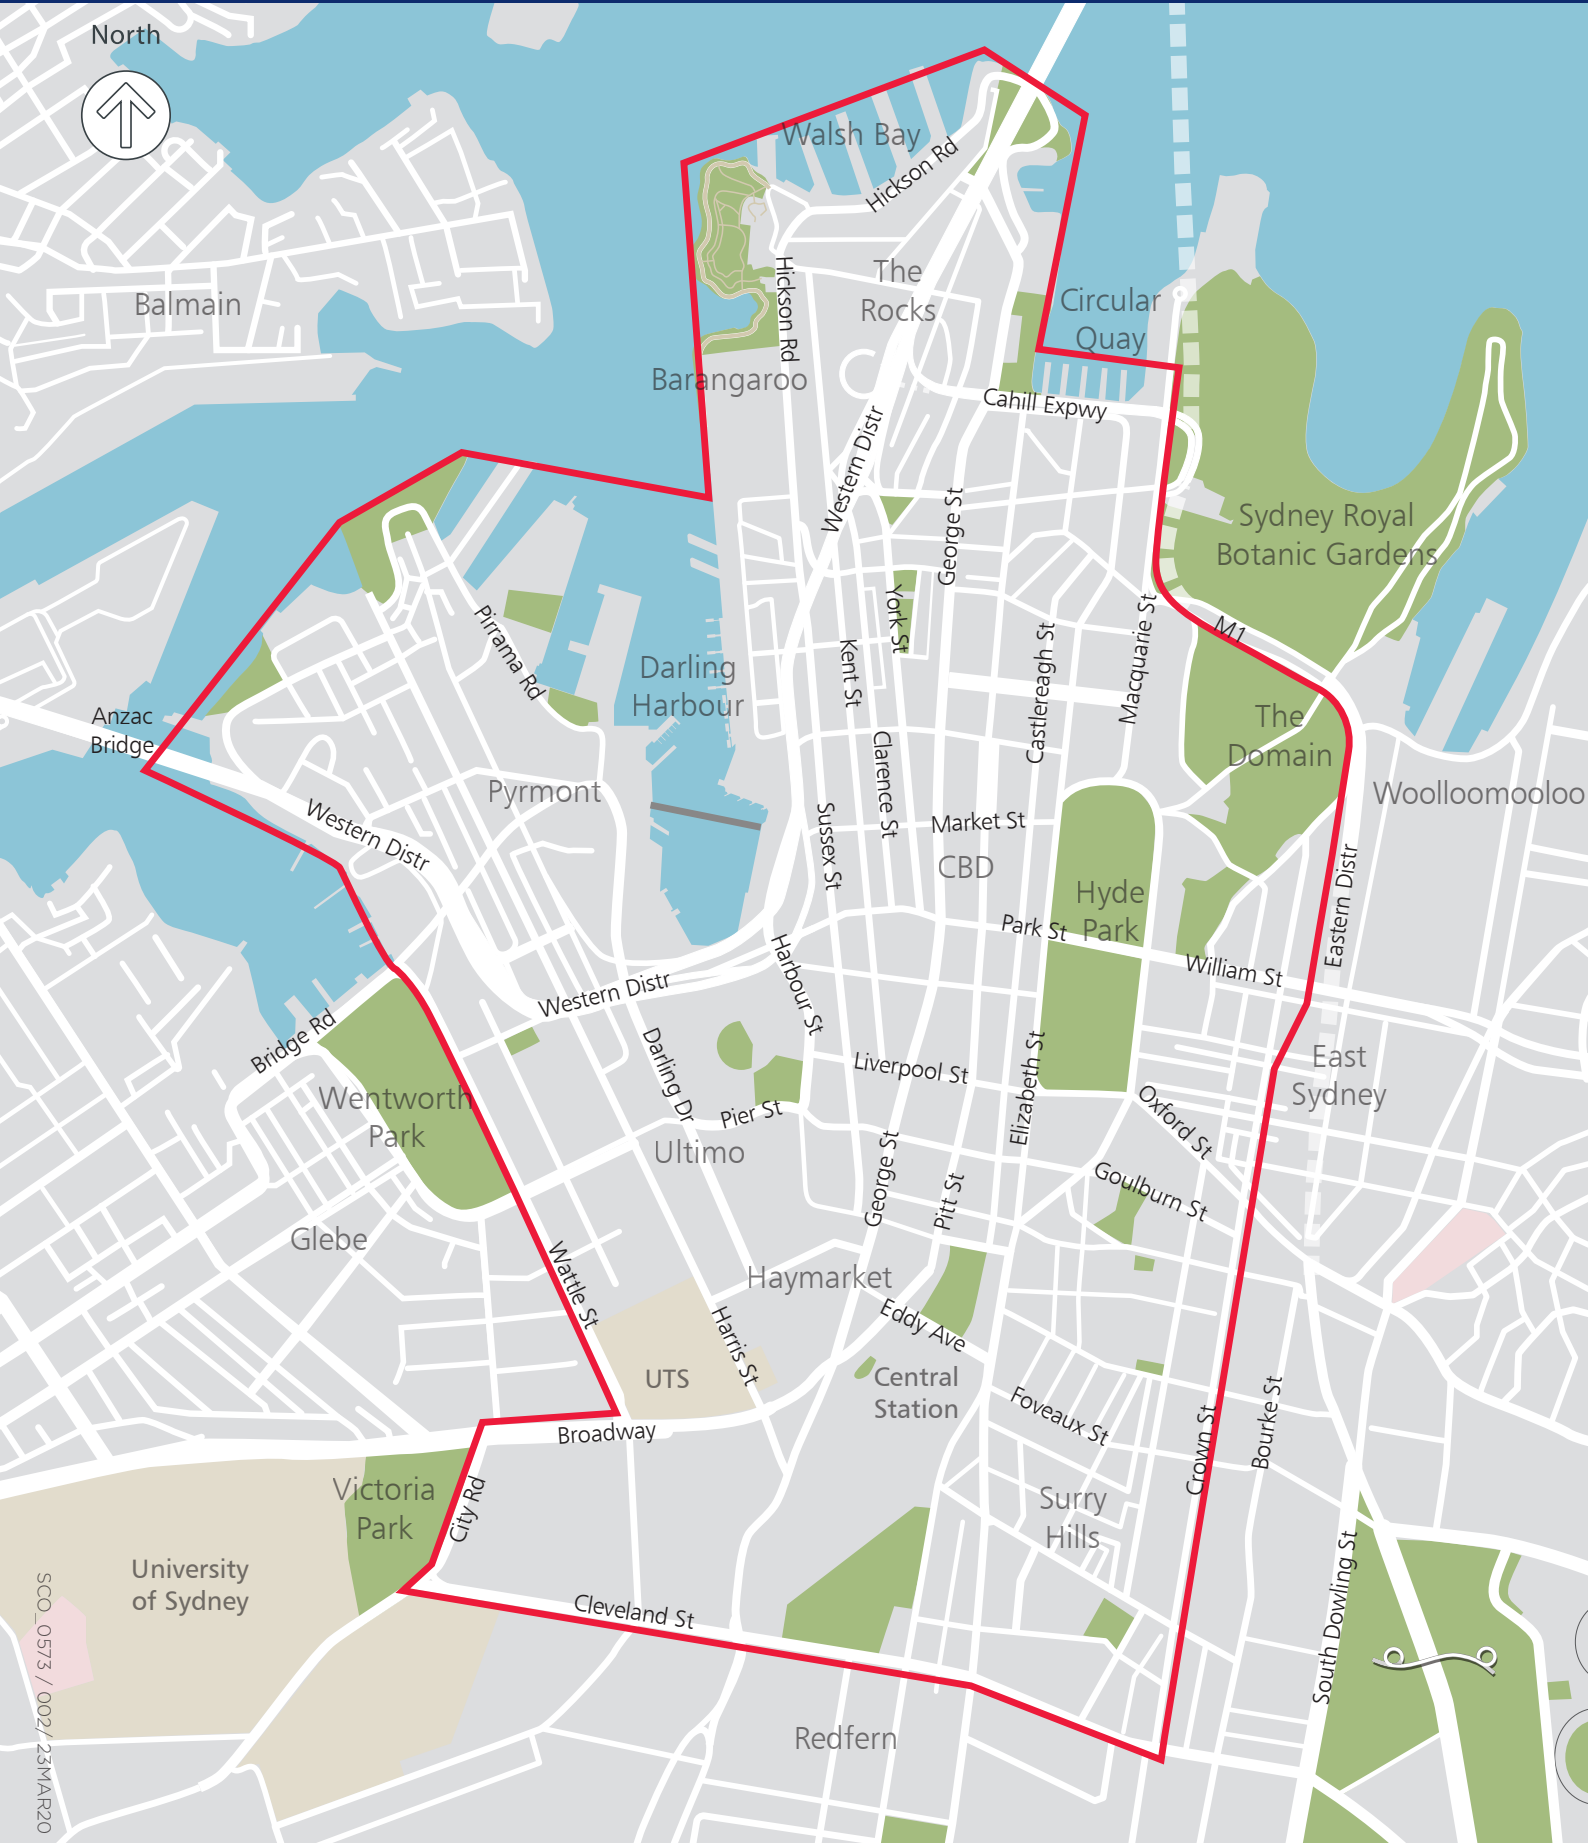 North
Walsh Bay
Hickson Rd
Balmain
Hickson Rd
The
Rocks
Circular
Quay
Barangaroo
Cahill Expwy
Western Distr
George St
Sydney Royal
Botanic Gardens
Pirrama Rd
York St
Kent St
Castlereagh St
Macquarie St
M1
Darling
Harbour
Anzac
Bridge
The
Domain
Pyrmont
Clarence St
Woolloomooloo
Western Distr
Sussex St
Market St
CBD
Hyde
Park
Eastern Distr
Park St
William St
Harbour St
Western Distr
Bridge Rd
Darling Dr
Liverpool St
Elizabeth St
East
Sydney
Wentworth
Park
Pier St
Oxford St
Ultimo
George St
Pitt St
Goulburn St
Glebe
Wattle St
Haymarket
Eddy Ave
Harris St
UTS
Central
Station
Foveaux St
Crown St
Bourke St
Broadway
Victoria
Park
City Rd
Surry
Hills
University
of Sydney
Cleveland St
South Dowling St
Redfern
SCO_0573 / 002/ 23MAR20